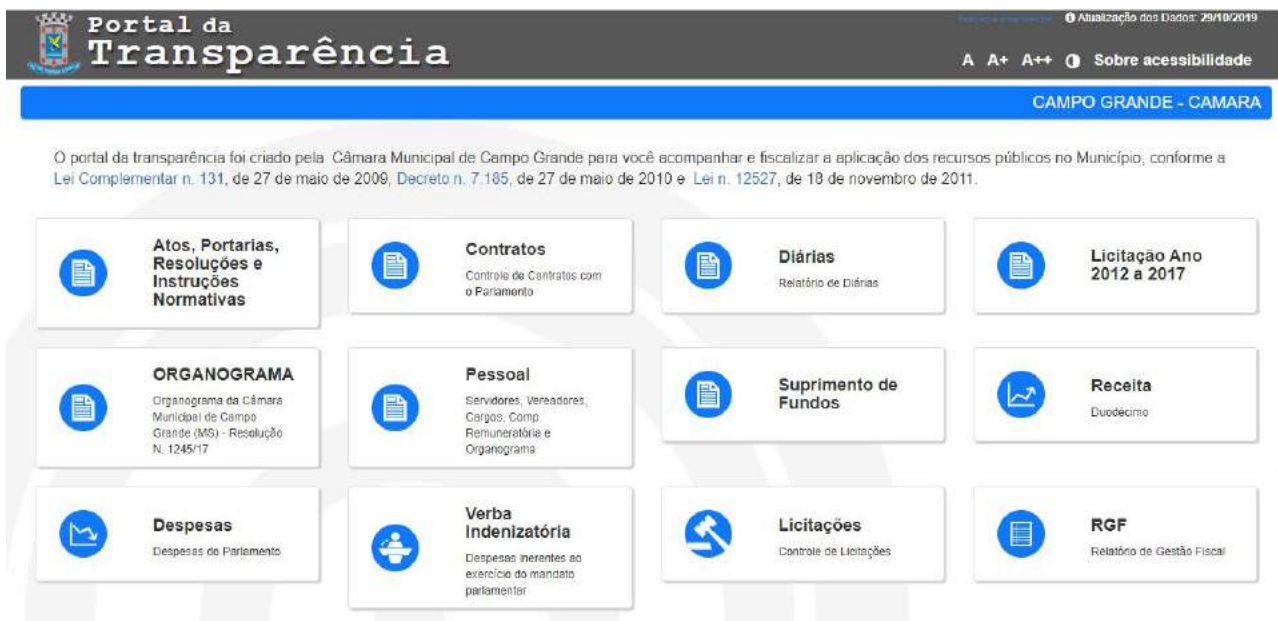 Portal da
Transparência
Atualização dos Dados: 29/10/2019
A A+ A++ Sobre acessibilidade
CAMPO GRANDE - CAMARA
O portal da transparência foi criado pela Câmara Municipal de Campo Grande para você acompanhar e fiscalizar a aplicação dos recursos públicos no Município, conforme a
Lei Complementar n. 131, de 27 de maio de 2009, Decreto n. 7.185, de 27 de maio de 2010 e Lei n. 12527, de 18 de novembro de 2011.
Atos, Portarias,
Resoluções e
Instruções
Normativas
Contratos
Controle de Contratos com
o Parlamento
Diárias
Relatório de Diárias
Licitação Ano
2012 a 2017
ORGANOGRAMA
Organograma da Câmara
Municipal de Campo
Grande (MS) - Resolução
N. 1245/17
Pessoal
Servidores, Vereadores,
Cargos, Comp.
Remuneratória e
Organograma
Suprimento de
Fundos
Receita
Duodécimo
Despesas
Despesas do Parlamento
Verba
Indenizatória
Despesas inerentes ao
exercício do mandato
parlamentar
Licitações
Controle de Licitações
RGF
Relatório de Gestão Fiscal